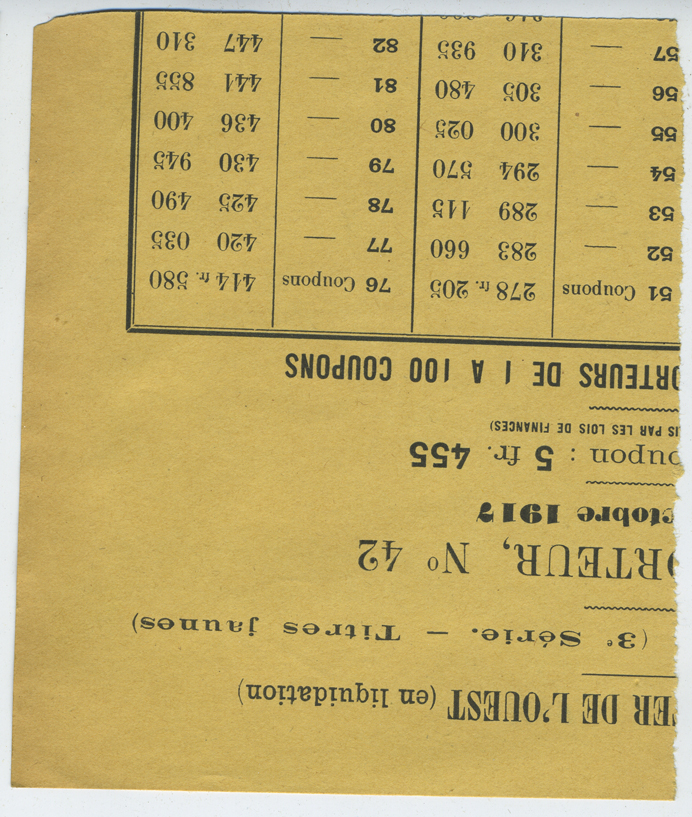 ER DE L'OUEST (en liquidation)
(3e Série. — Titres jaunes)
ORTEUR, No 42
ctobre 1917
oupon : 5 fr. 455
IS PAR LES LOIS DE FINANCES)
ORTEURS DE 1 A 100 COUPONS
51 Coupons 278 fr. 205 76 Coupons 414 fr. 580
52 — 283 660 77 — 420 035
53 — 289 115 78 — 425 490
54 — 294 570 79 — 430 945
55 — 300 025 80 — 436 400
56 — 305 480 81 — 441 855
57 — 310 935 82 — 447 310